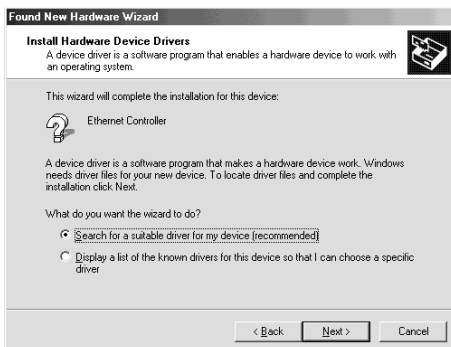 Found New Hardware Wizard
Install Hardware Device Drivers
A device driver is a software program that enables a hardware device to work with
an operating system.
This wizard will complete the installation for this device:
Ethernet Controller
A device driver is a software program that makes a hardware device work. Windows
needs driver files for your new device. To locate driver files and complete the
installation click Next.
What do you want the wizard to do?
Search for a suitable driver for my device (recommended)
Display a list of the known drivers for this device so that I can choose a specific
driver
< Back Next > Cancel